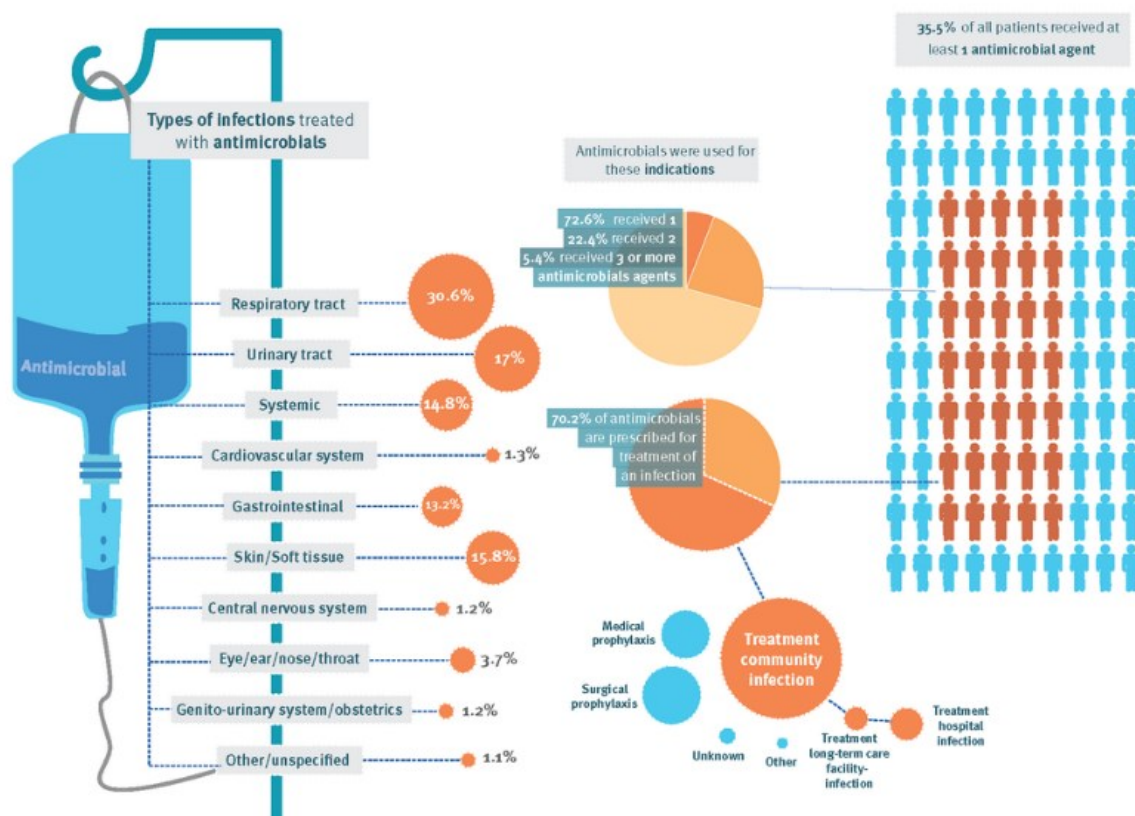 35.5% of all patients received at
least 1 antimicrobial agent
Types of infections treated
with antimicrobials
Antimicrobials were used for
these indications
72.6% received 1
22.4% received 2
5.4% received 3 or more
antimicrobials agents
Antimicrobial
Respiratory tract
30.6%
Urinary tract
17%
Systemic
14.8%
Cardiovascular system
1.3%
Gastrointestinal
13.2%
Skin/Soft tissue
15.8%
Central nervous system
1.2%
Eye/ear/nose/throat
3.7%
Genito-urinary system/obstetrics
1.2%
Other/unspecified
1.1%
70.2% of antimicrobials
are prescribed for
treatment of
an infection
Medical
prophylaxis
Surgical
prophylaxis
Treatment
community
infection
Unknown
Other
Treatment
long-term care
facility-
infection
Treatment
hospital
infection